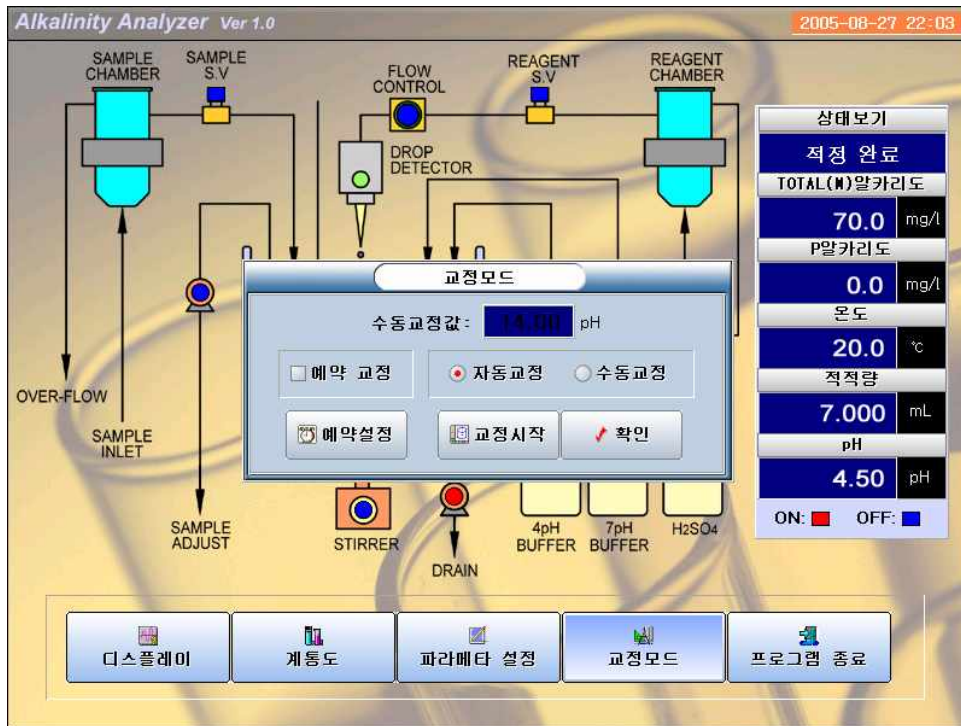 Alkalinity Analyzer Ver 1.0
2005-08-27 22:03
SAMPLE
CHAMBER
SAMPLE
S.V
FLOW
CONTROL
REAGENT
S.V
REAGENT
CHAMBER
DROP
DETECTOR
OVER-FLOW
SAMPLE
INLET
SAMPLE
ADJUST
STIRRER
DRAIN
4pH
BUFFER
7pH
BUFFER
H2SO4
교정모드
수동교정값: 14.00 pH
예약 교정
자동교정
수동교정
예약설정
교정시작
확인
상태보기
적정 완료
TOTAL(M)알카리도
70.0 mg/l
P알카리도
0.0 mg/l
온도
20.0 ℃
적적량
7.000 mL
pH
4.50 pH
ON: OFF:
디스플레이
계통도
파라메타 설정
교정모드
프로그램 종료